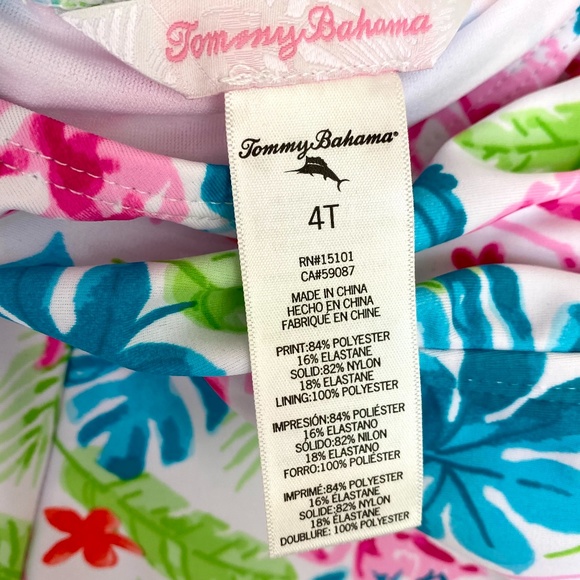 Tommy Bahama
Tommy Bahama®
4T
RN#15101
CA#59087
MADE IN CHINA
HECHO EN CHINA
FABRIQUÉ EN CHINE
PRINT:84% POLYESTER
16% ELASTANE
SOLID:82% NYLON
18% ELASTANE
LINING:100% POLYESTER
IMPRESIÓN:84% POLIÉSTER
16% ELASTANO
SÓLIDO:82% NILON
18% ELASTANO
FORRO:100% POLIÉSTER
IMPRIMÉ:84% POLYESTER
16% ÉLASTANE
SOLIDE:82% NYLON
18% ÉLASTANE
DOUBLURE:100% POLYESTER